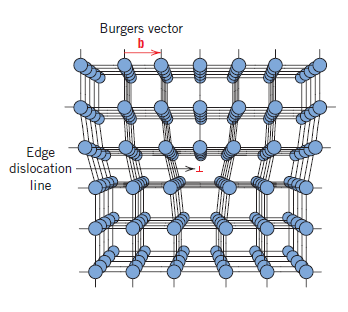 Burgers vector
b
Edge
dislocation
line
⊥